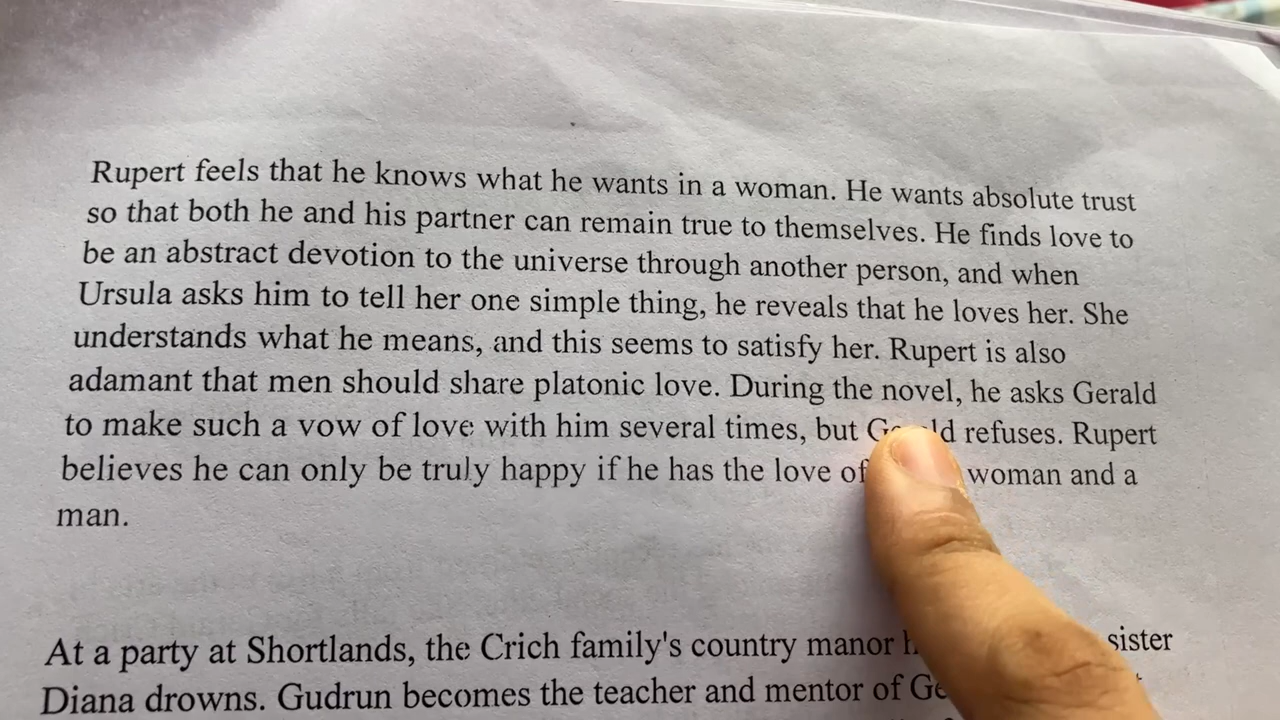 Rupert feels that he knows what he wants in a woman. He wants absolute trust
so that both he and his partner can remain true to themselves. He finds love to
be an abstract devotion to the universe through another person, and when
Ursula asks him to tell her one simple thing, he reveals that he loves her. She
understands what he means, and this seems to satisfy her. Rupert is also
adamant that men should share platonic love. During the novel, he asks Gerald
to make such a vow of love with him several times, but Gerald refuses. Rupert
believes he can only be truly happy if he has the love of woman and a
man.
At a party at Shortlands, the Crich family's country manor sister
Diana drowns. Gudrun becomes the teacher and mentor of